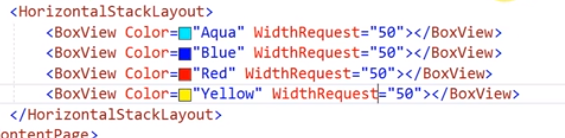 <HorizontalStackLayout>
<BoxView Color="Aqua" WidthRequest="50"></BoxView>
<BoxView Color="Blue" WidthRequest="50"></BoxView>
<BoxView Color="Red" WidthRequest="50"></BoxView>
<BoxView Color="Yellow" WidthRequest="50"></BoxView>
</HorizontalStackLayout>
ontentPage>